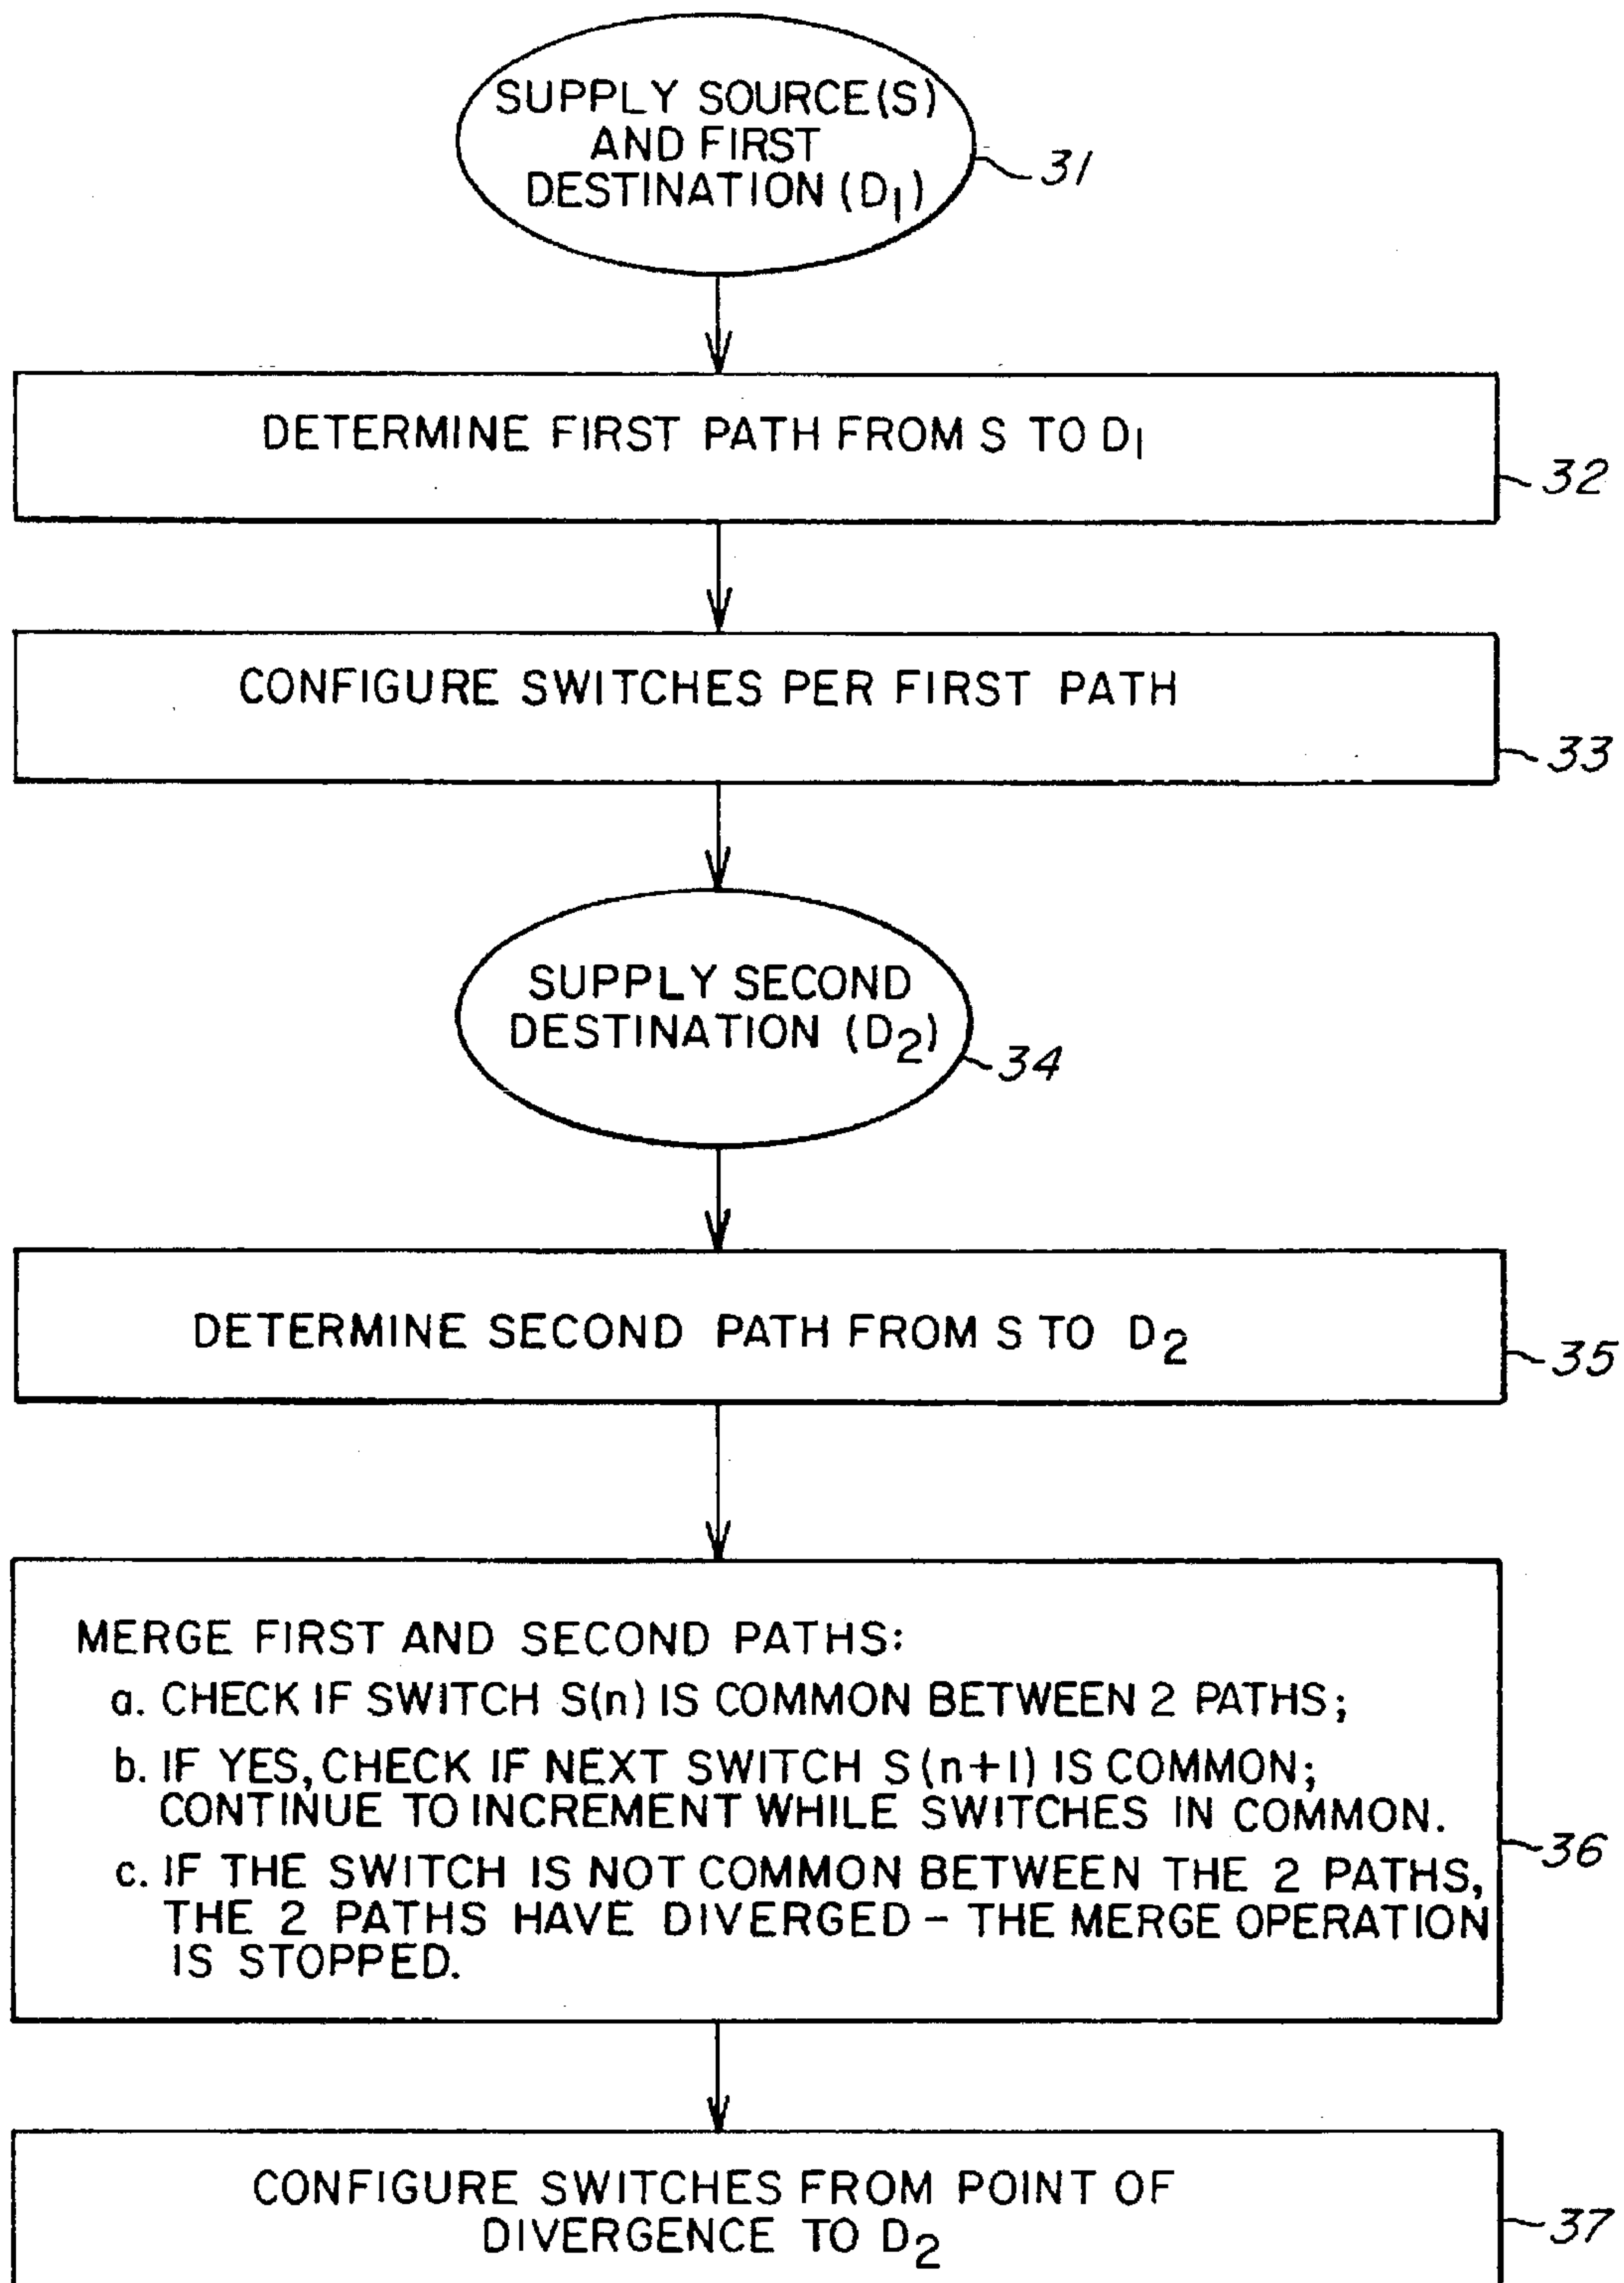 SUPPLY SOURCE(S)
AND FIRST
DESTINATION (D1)
31
DETERMINE FIRST PATH FROM S TO D1
32
CONFIGURE SWITCHES PER FIRST PATH
33
SUPPLY SECOND
DESTINATION (D2)
34
DETERMINE SECOND PATH FROM S TO D2
35
MERGE FIRST AND SECOND PATHS:
a. CHECK IF SWITCH S(n) IS COMMON BETWEEN 2 PATHS;
b. IF YES, CHECK IF NEXT SWITCH S(n+1) IS COMMON;
CONTINUE TO INCREMENT WHILE SWITCHES IN COMMON.
c. IF THE SWITCH IS NOT COMMON BETWEEN THE 2 PATHS,
THE 2 PATHS HAVE DIVERGED - THE MERGE OPERATION
IS STOPPED.
36
CONFIGURE SWITCHES FROM POINT OF
DIVERGENCE TO D2
37